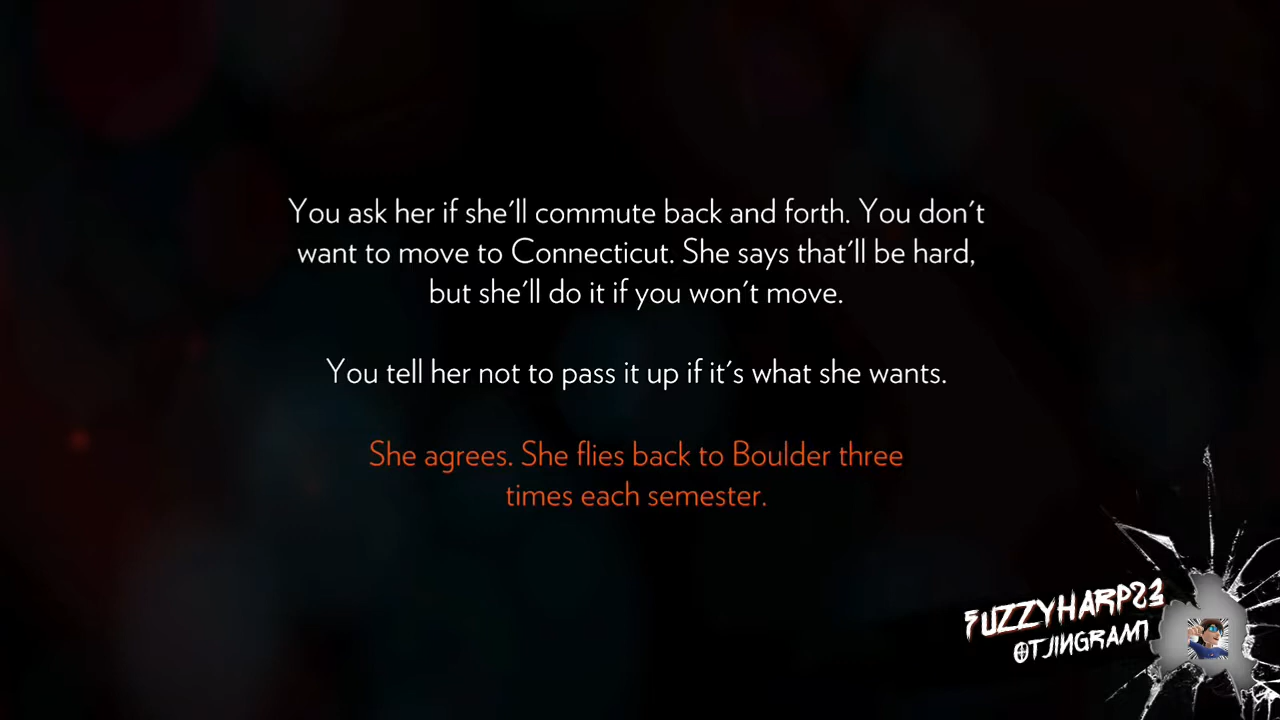 You ask her if she'll commute back and forth. You don't
want to move to Connecticut. She says that'll be hard,
but she'll do it if you won't move.
You tell her not to pass it up if it's what she wants.
She agrees. She flies back to Boulder three
times each semester.
FUZZYHARP23
@TJINGRAM1